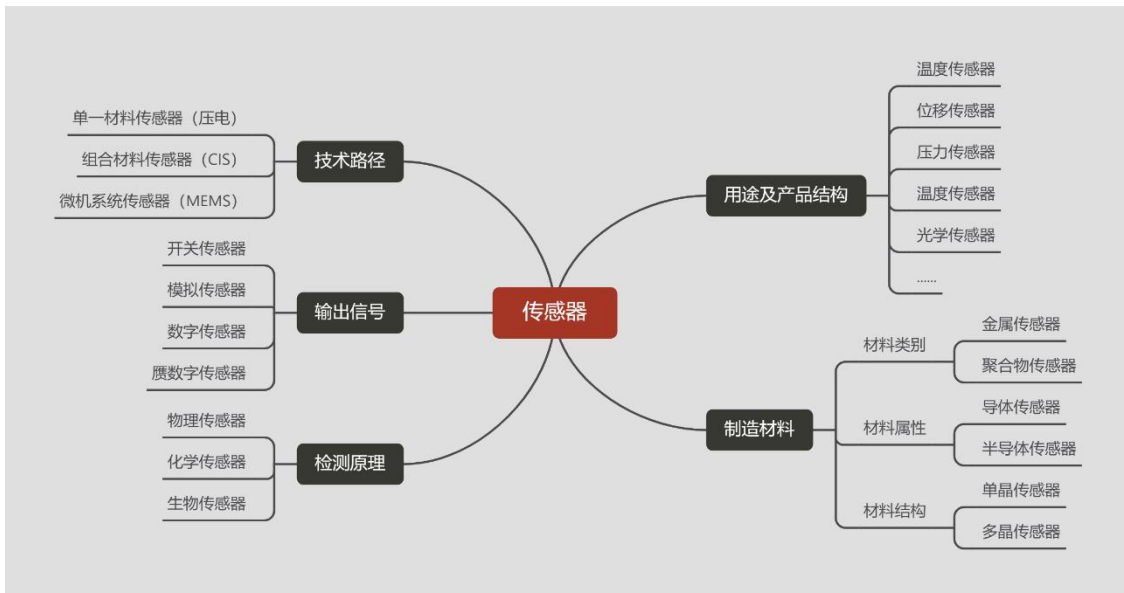 传感器
技术路径
单一材料传感器（压电）
组合材料传感器（CIS）
微机系统传感器（MEMS）
输出信号
开关传感器
模拟传感器
数字传感器
赝数字传感器
检测原理
物理传感器
化学传感器
生物传感器
用途及产品结构
温度传感器
位移传感器
压力传感器
温度传感器
光学传感器
......
制造材料
材料类别
金属传感器
聚合物传感器
材料属性
导体传感器
半导体传感器
材料结构
单晶传感器
多晶传感器